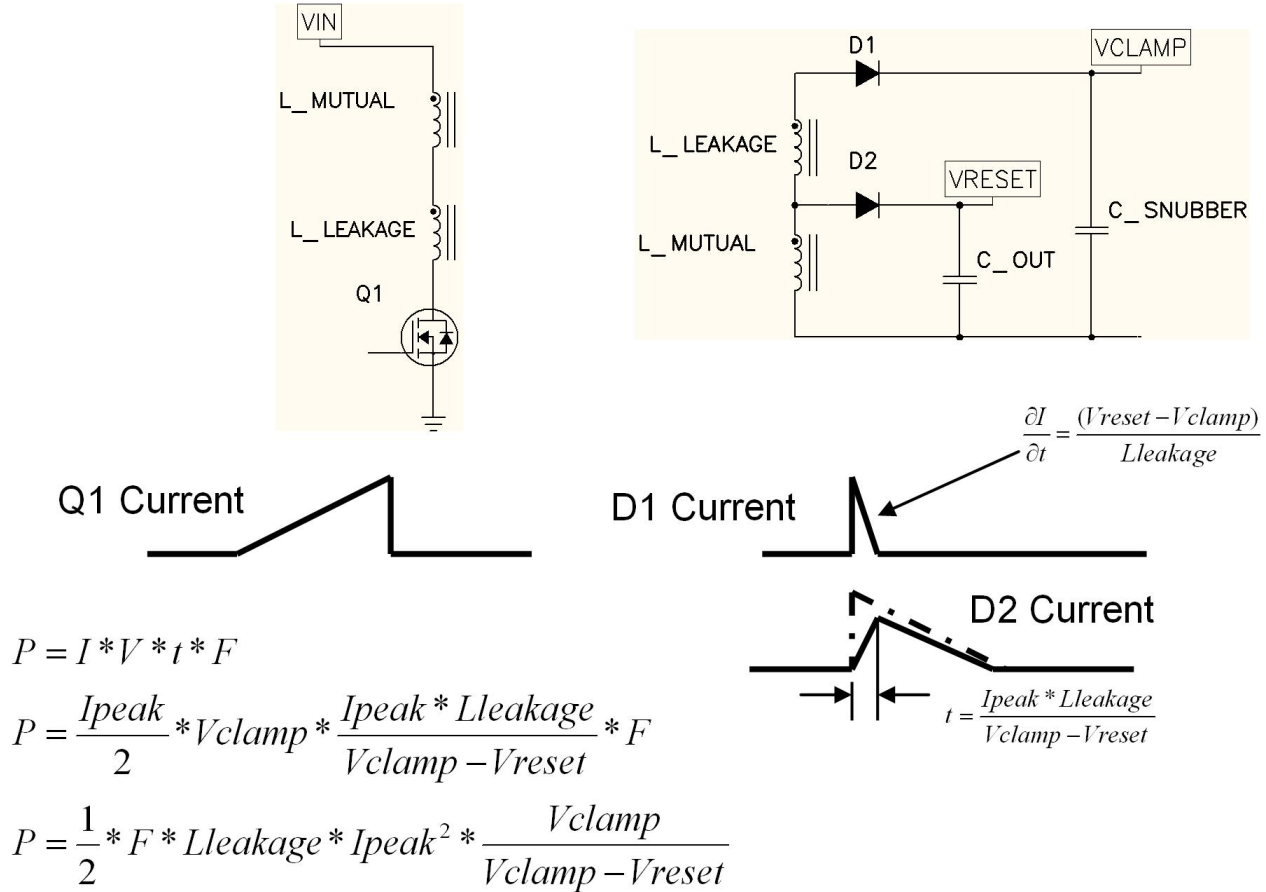 VIN
L_MUTUAL
L_LEAKAGE
Q1
D1
VCLAMP
L_LEAKAGE
D2
VRESET
C_SNUBBER
L_MUTUAL
C_OUT
∂I/∂t = (Vreset – Vclamp)/Lleakage
Q1 Current
D1 Current
D2 Current
t = Ipeak * Lleakage/Vclamp – Vreset
P = I * V * t * F
P = Ipeak/2 * Vclamp * Ipeak * Lleakage/Vclamp – Vreset * F
P = 1/2 * F * Lleakage * Ipeak² * Vclamp/Vclamp – Vreset